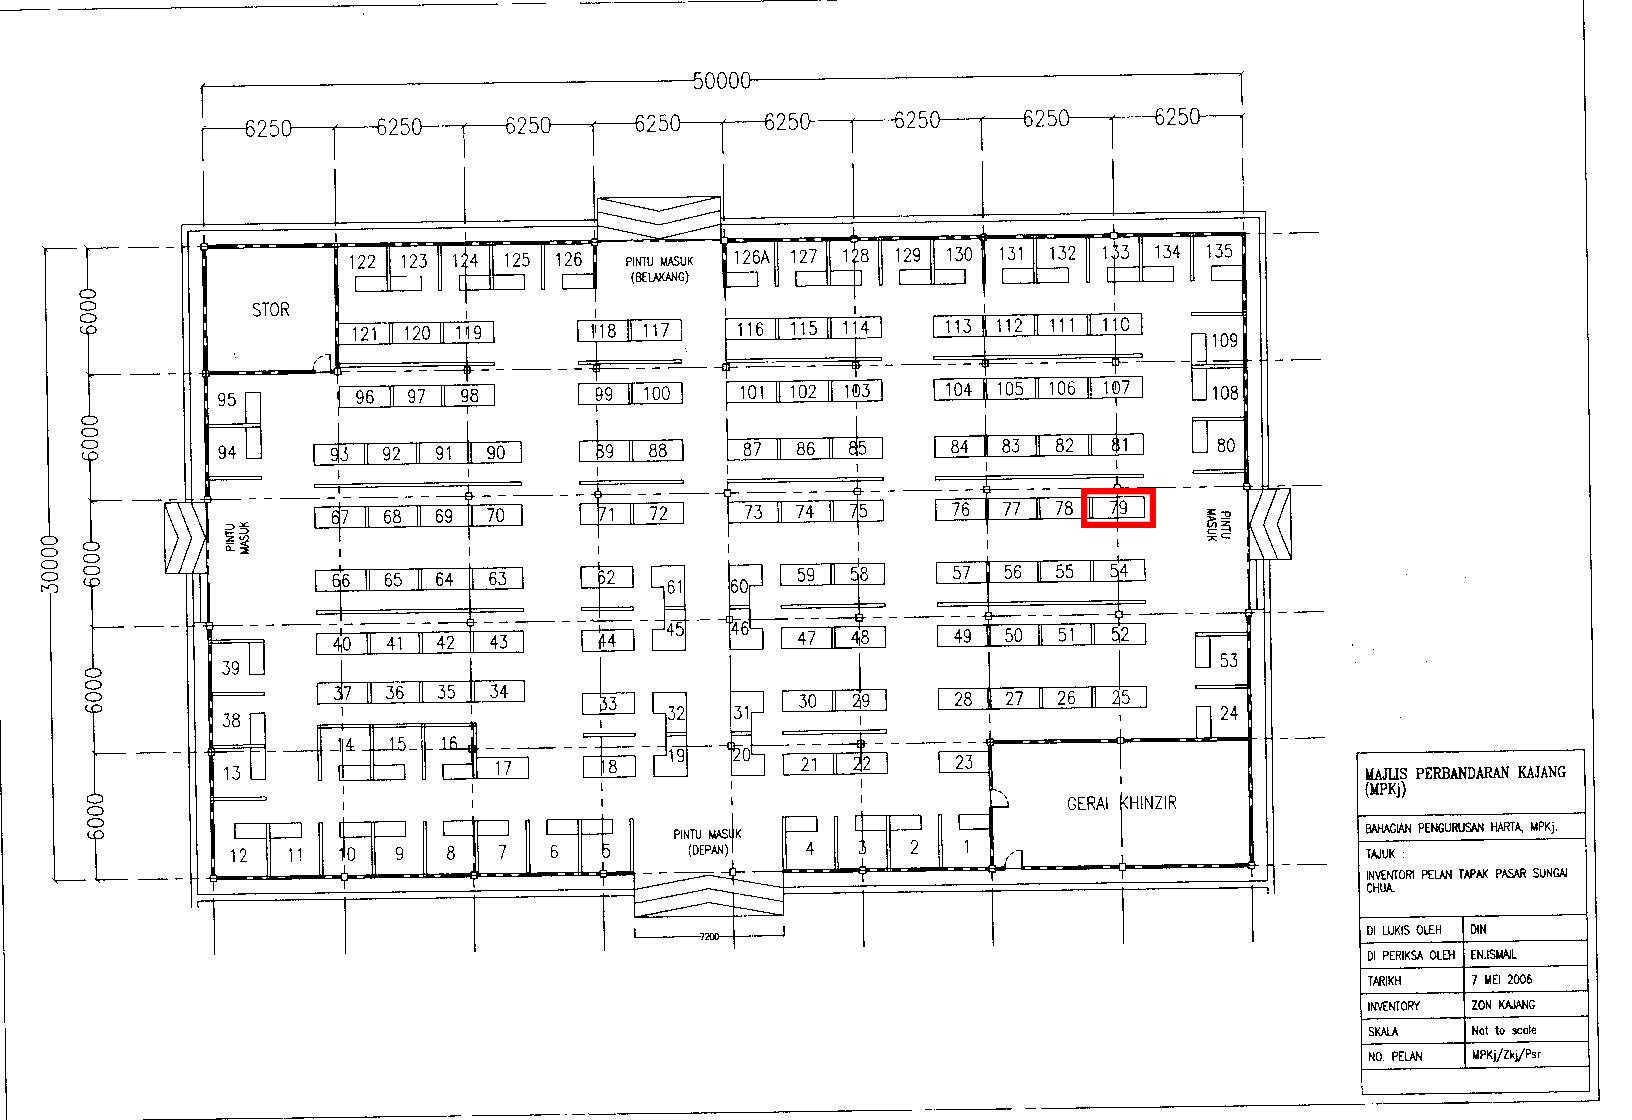 50000
6250 6250 6250 6250 6250 6250 6250 6250
122 123 124 125 126 PINTU MASUK 126A 127 128 129 130 131 132 133 134 135
(BELAKANG)
6000 STOR
121 120 119 118 117 116 115 114 113 112 111 110 109
95 96 97 98 99 100 101 102 103 104 105 106 107 108
6000 94 93 92 91 90 89 88 87 86 85 84 83 82 81 80
67 68 69 70 71 72 73 74 75 76 77 78 79
PINTU
MASUK
PINTU
MASUK
30000
6000
66 65 64 63 62 61 60 59 58 57 56 55 54
40 41 42 43 44 45 46 47 48 49 50 51 52
39 53
6000 37 36 35 34 33 32 31 30 29 28 27 26 25
38 24
14 15 16
13 17 18 19 20 21 22 23
6000 GERAI KHINZIR
PINTU MASUK
(DEPAN)
12 11 10 9 8 7 6 5 4 3 2 1
7200
MAJLIS PERBANDARAN KAJANG
(MPKj)
BAHAGIAN PENGURUSAN HARTA, MPKj.
TAJUK :
INVENTORI PELAN TAPAK PASAR SUNGAI
CHUA.
DI LUKIS OLEH DIN
DI PERIKSA OLEH EN.ISMAIL
TARIKH 7 MEI 2006
INVENTORY ZON KAJANG
SKALA Not to scale
NO. PELAN MPKj/Zkj/Psr